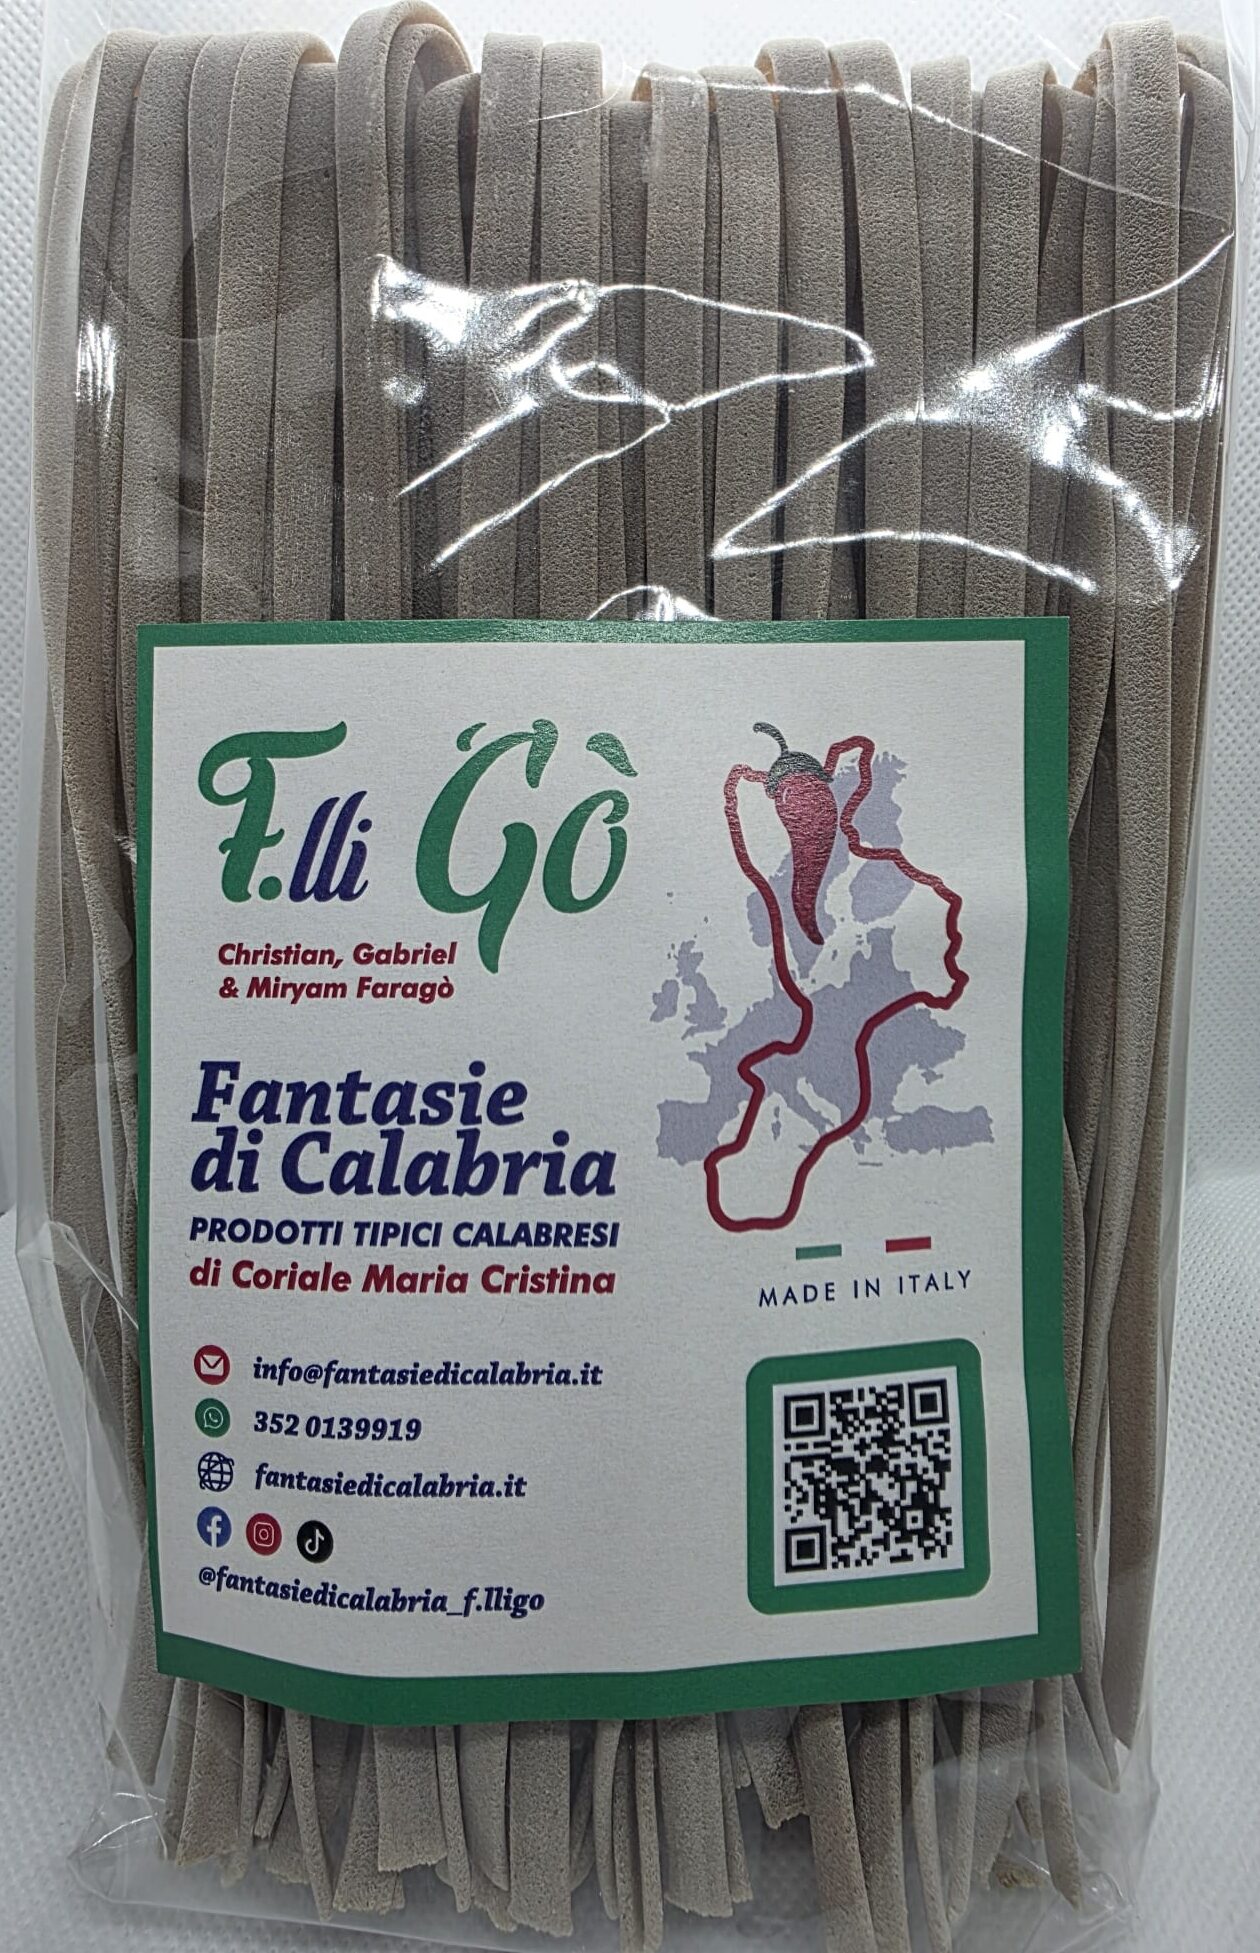 F.lli Gò
Christian, Gabriel
& Miryam Faragò
Fantasie
di Calabria
PRODOTTI TIPICI CALABRESI
di Coriale Maria Cristina
MADE IN ITALY
info@fantasiedicalabria.it
352 0139919
fantasiedicalabria.it
@fantasiedicalabria_f.lligo